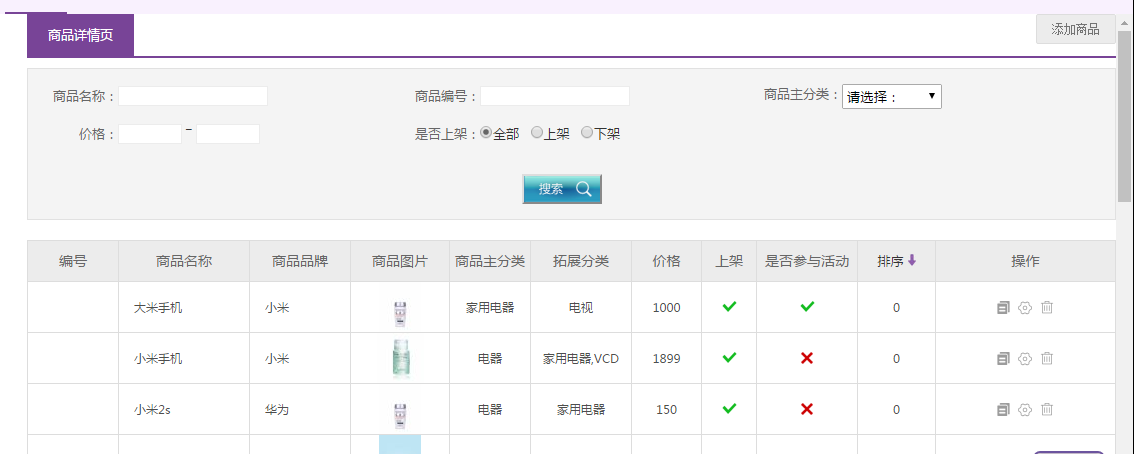 商品详情页
添加商品
商品名称： 商品编号： 商品主分类： 请选择：
价格： - 是否上架： 全部 上架 下架
搜索
编号 商品名称 商品品牌 商品图片 商品主分类 拓展分类 价格 上架 是否参与活动 排序 操作
大米手机 小米 家用电器 电视 1000 0
小米手机 小米 电器 家用电器,VCD 1899 0
小米2s 华为 电器 家用电器 150 0